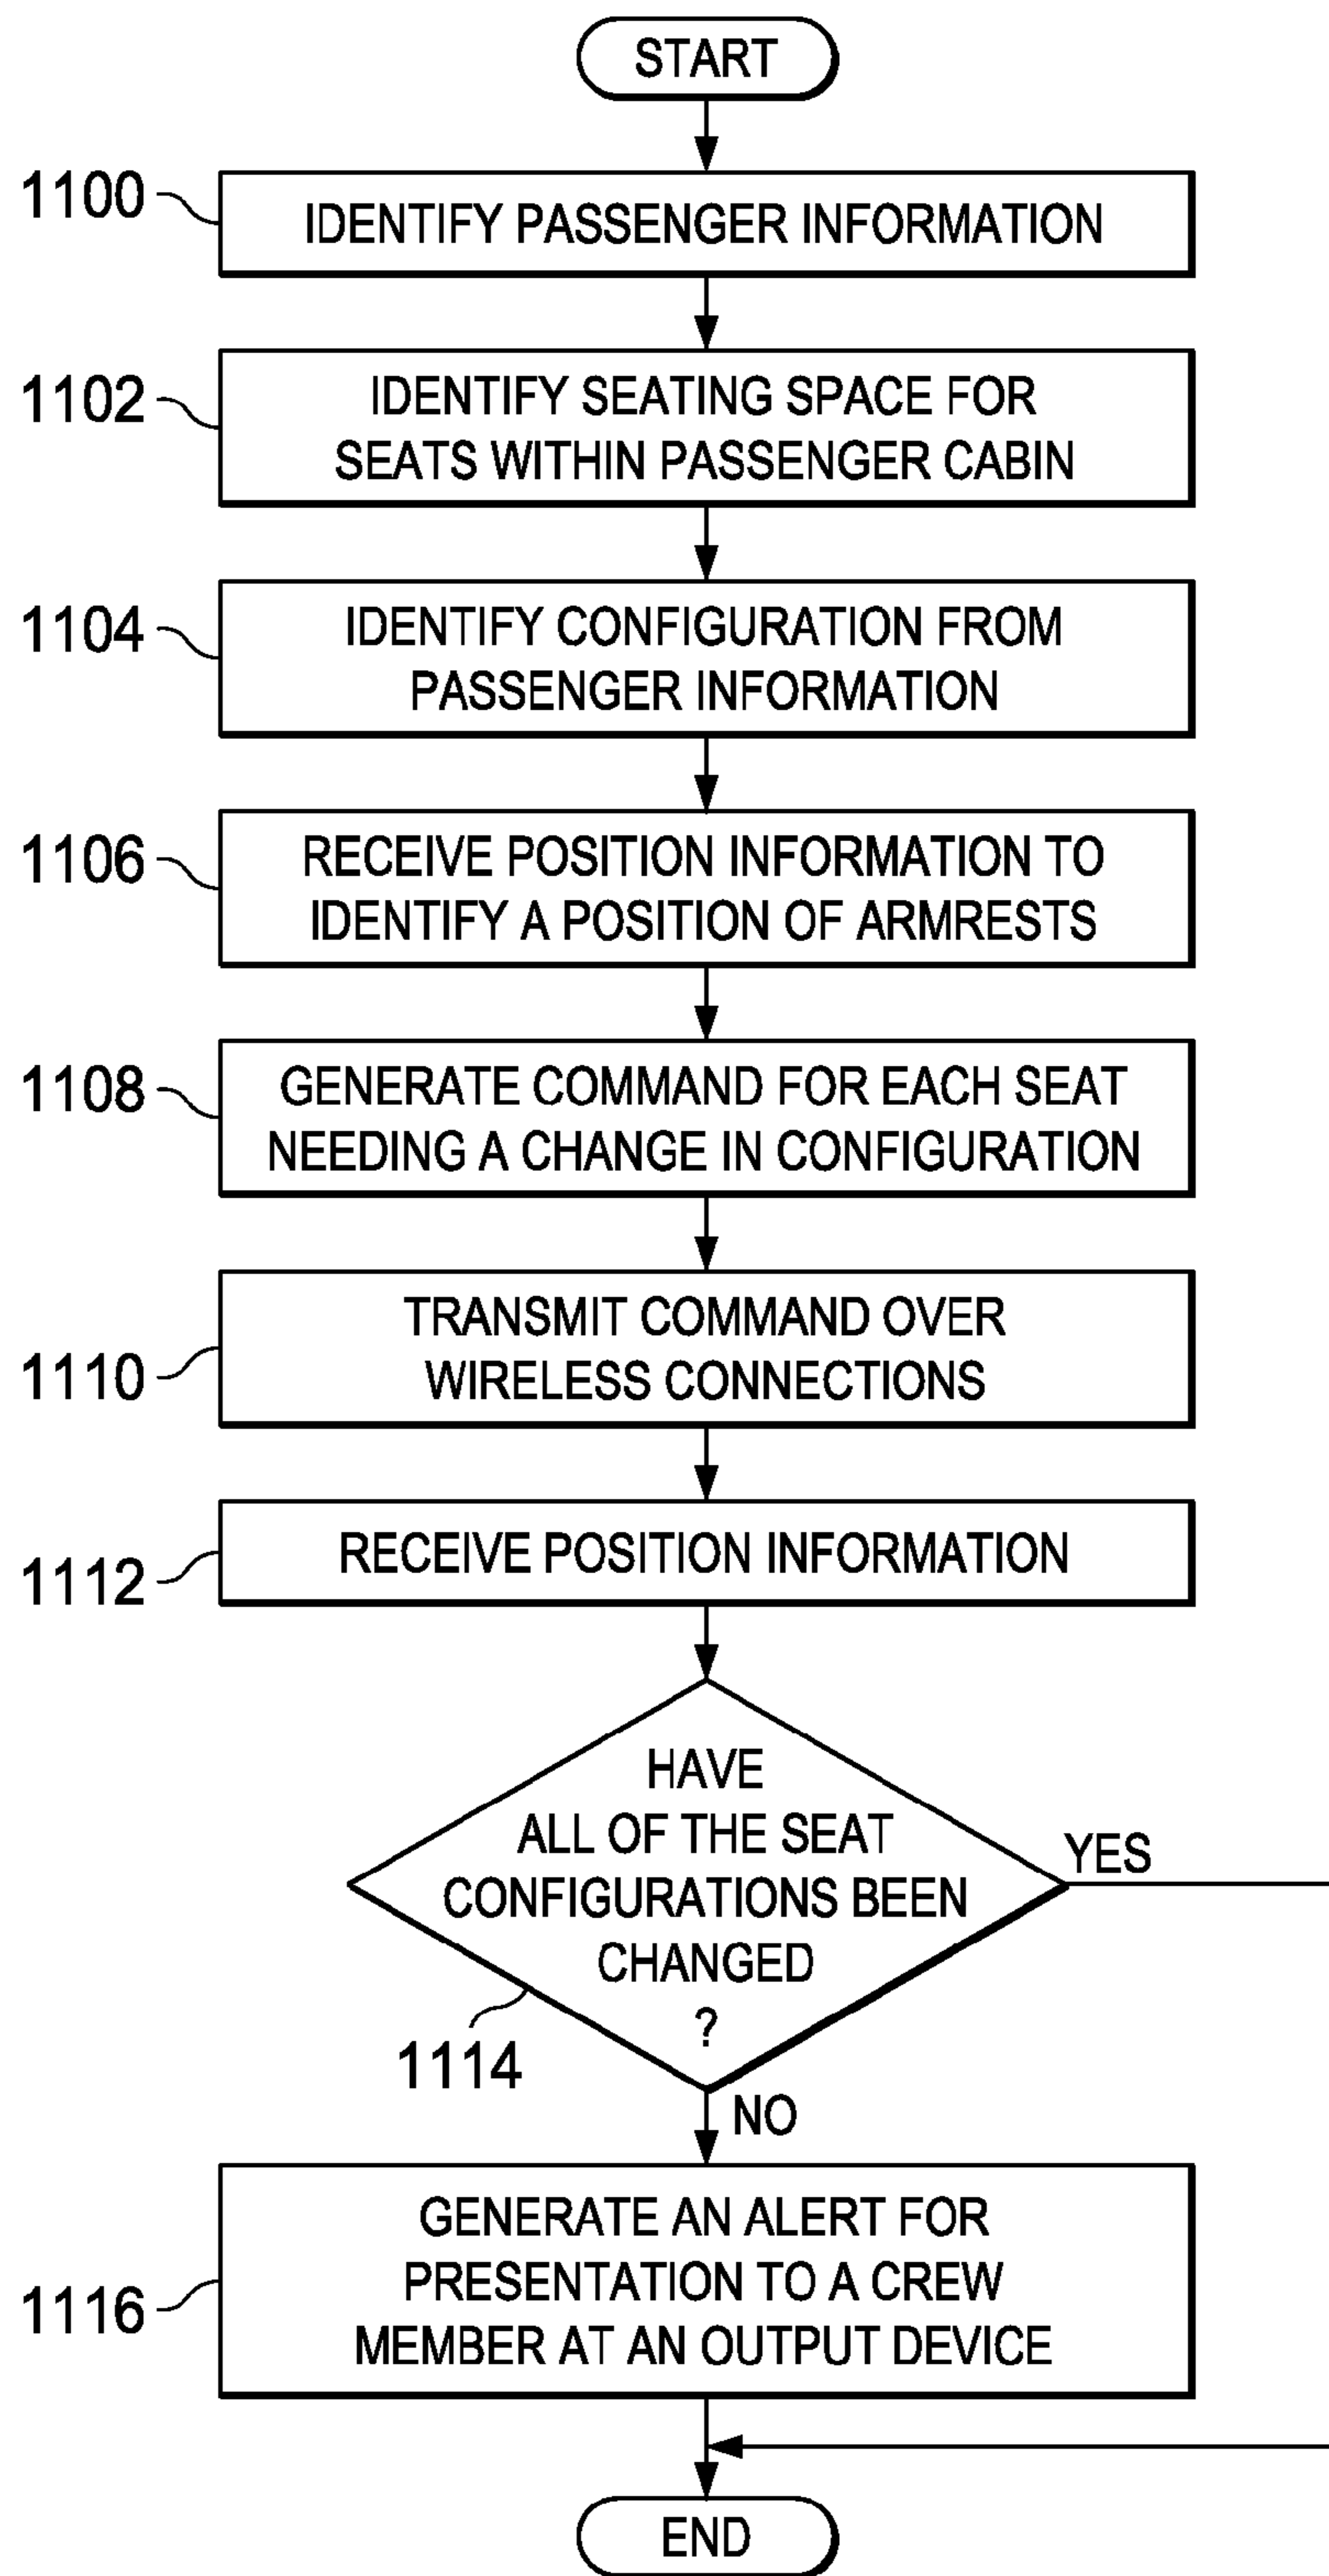 START
1100
IDENTIFY PASSENGER INFORMATION
1102
IDENTIFY SEATING SPACE FOR
SEATS WITHIN PASSENGER CABIN
1104
IDENTIFY CONFIGURATION FROM
PASSENGER INFORMATION
1106
RECEIVE POSITION INFORMATION TO
IDENTIFY A POSITION OF ARMRESTS
1108
GENERATE COMMAND FOR EACH SEAT
NEEDING A CHANGE IN CONFIGURATION
1110
TRANSMIT COMMAND OVER
WIRELESS CONNECTIONS
1112
RECEIVE POSITION INFORMATION
HAVE
ALL OF THE SEAT
CONFIGURATIONS BEEN
CHANGED
?
YES
1114
NO
1116
GENERATE AN ALERT FOR
PRESENTATION TO A CREW
MEMBER AT AN OUTPUT DEVICE
END